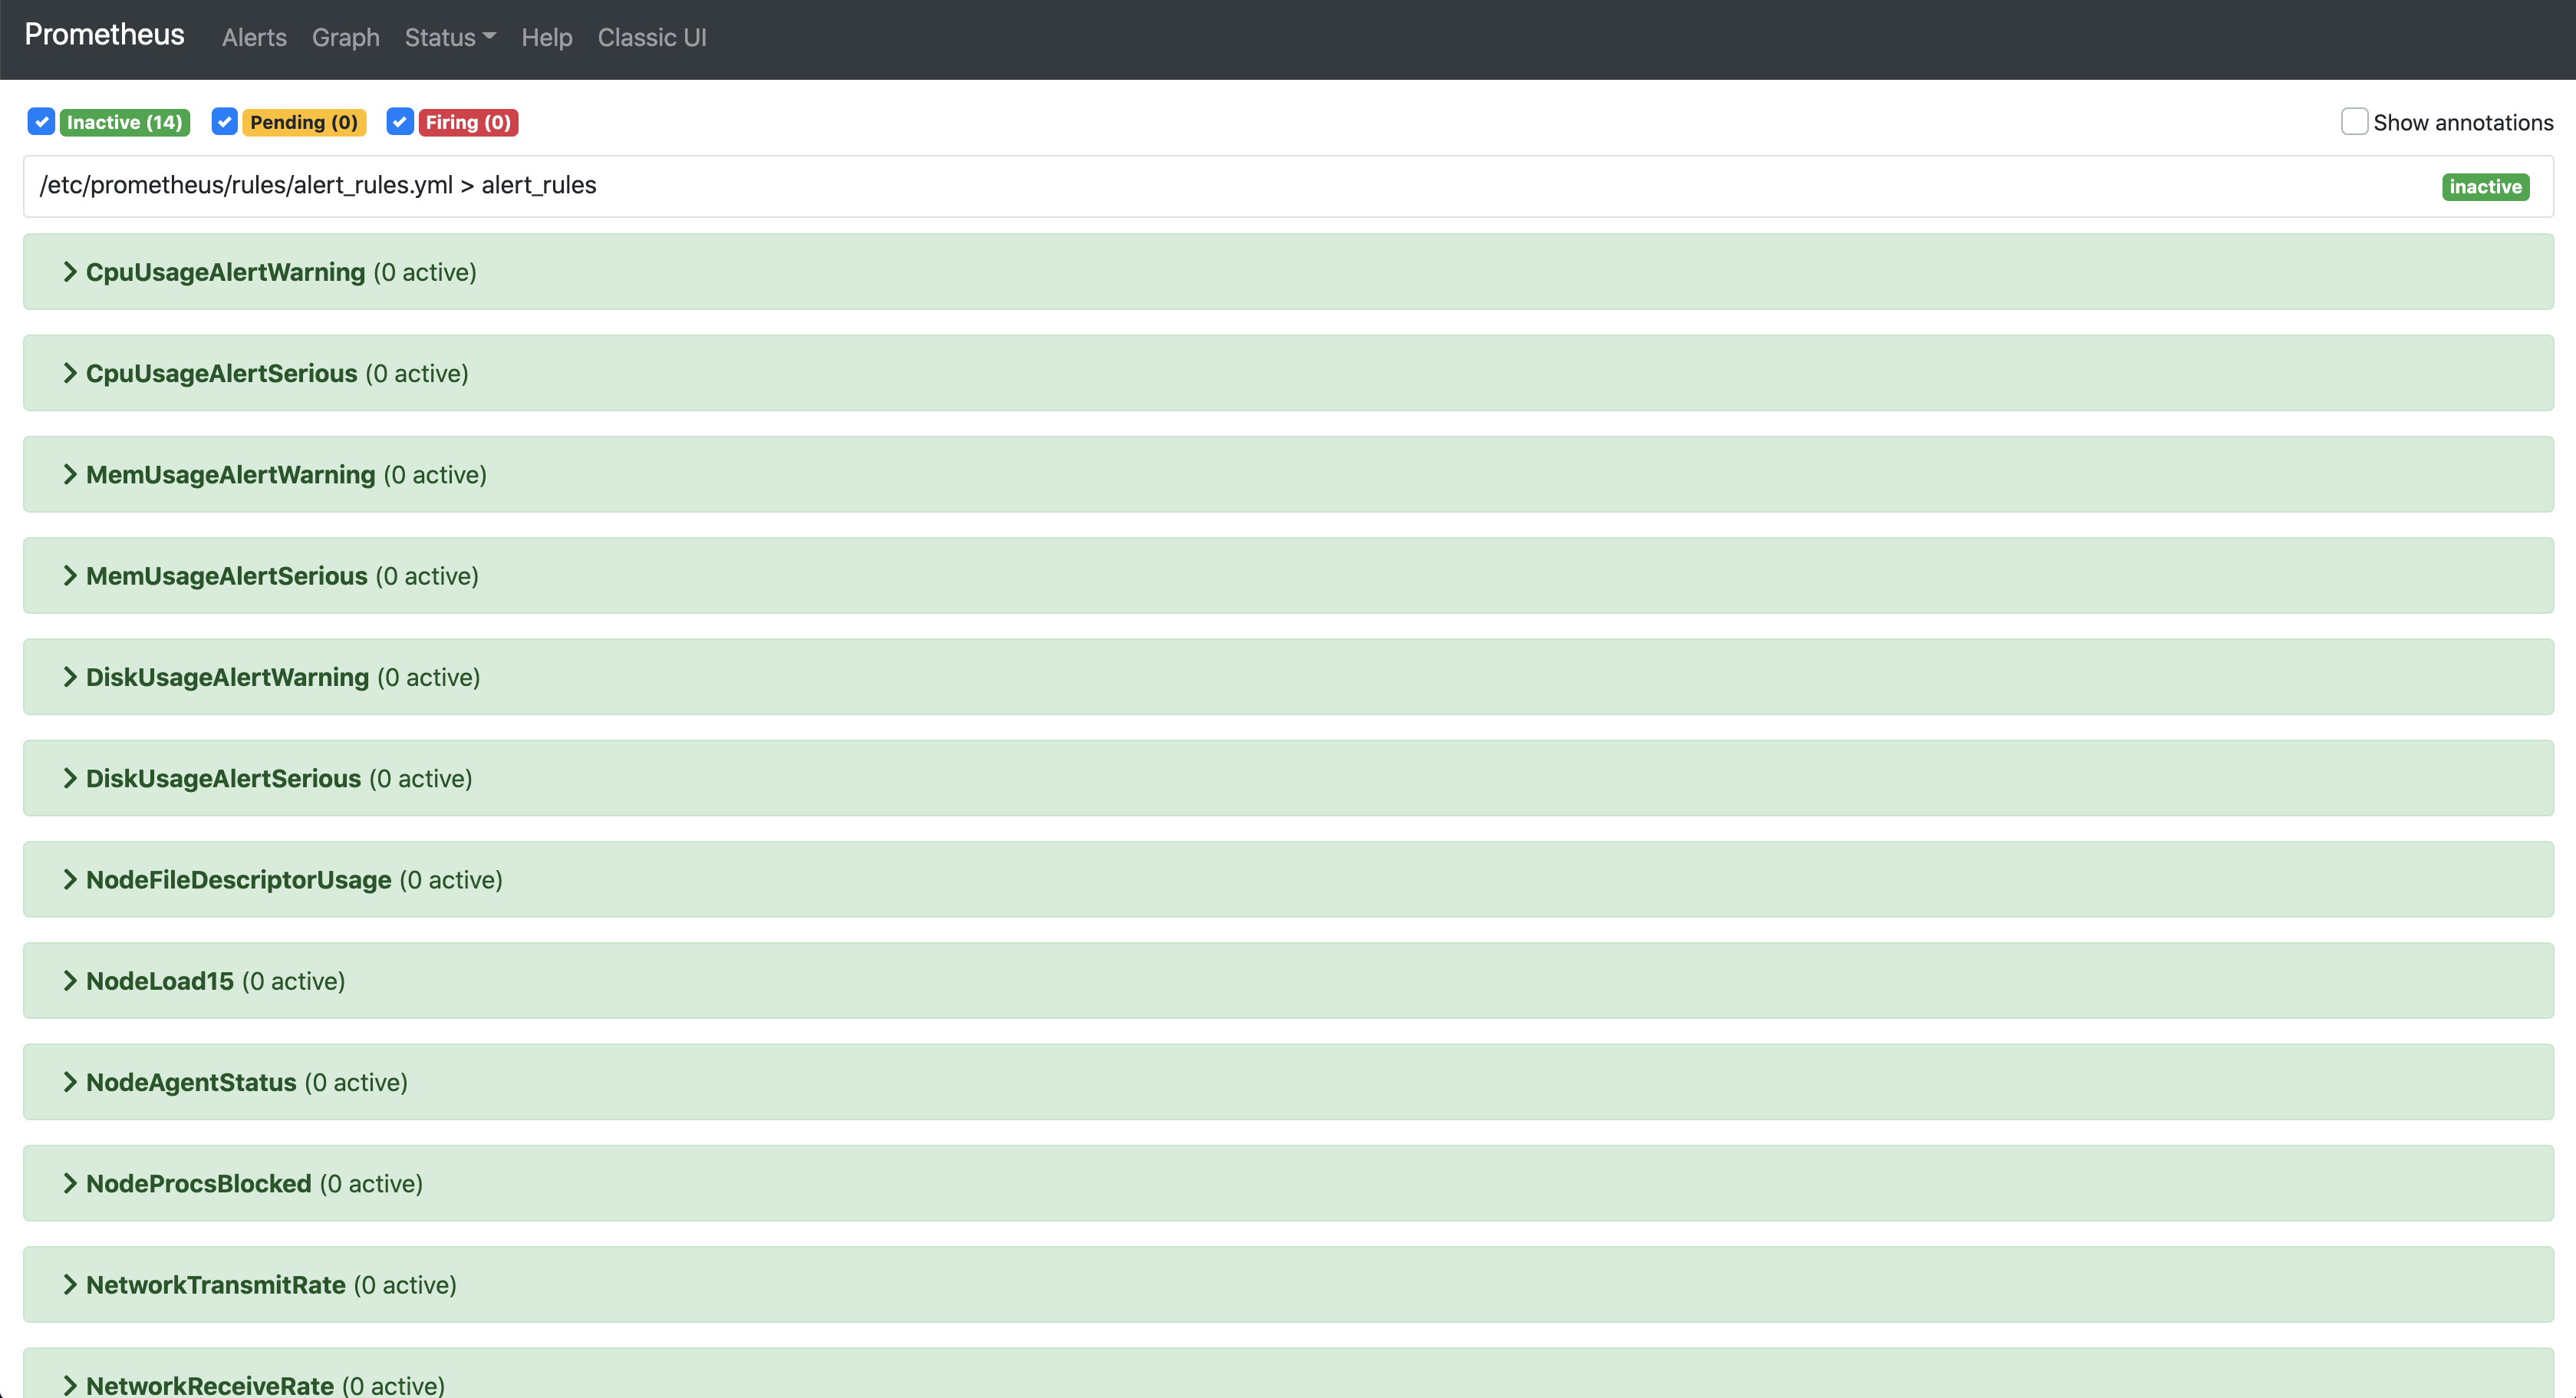 Prometheus Alerts Graph Status Help Classic UI
Inactive (14) Pending (0) Firing (0) Show annotations
/etc/prometheus/rules/alert_rules.yml > alert_rules inactive
CpuUsageAlertWarning (0 active)
CpuUsageAlertSerious (0 active)
MemUsageAlertWarning (0 active)
MemUsageAlertSerious (0 active)
DiskUsageAlertWarning (0 active)
DiskUsageAlertSerious (0 active)
NodeFileDescriptorUsage (0 active)
NodeLoad15 (0 active)
NodeAgentStatus (0 active)
NodeProcsBlocked (0 active)
NetworkTransmitRate (0 active)
NetworkReceiveRate (0 active)